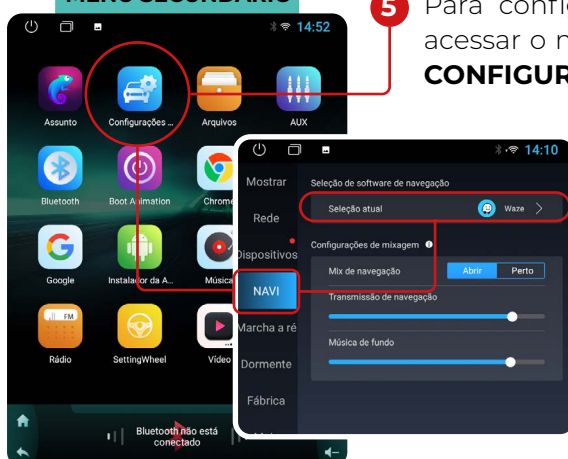 MENU SECUNDÁRIO
5
Para
acessar o
14:52
Assunto
Configurações ...
Arquivos
AUX
Bluetooth
Boot Animation
Chrome
Google
Instalador da A...
FM
Rádio
SettingWheel
Vídeo
Bluetooth não está
conectado
14:10
Mostrar
Rede
Dispositivos
NAVI
Marcha a ré
Dormente
Fábrica
Seleção de software de navegação
Seleção atual
Waze
Configurações de mixagem
Mix de navegação
Abrir
Perto
Transmissão de navegação
Música de fundo